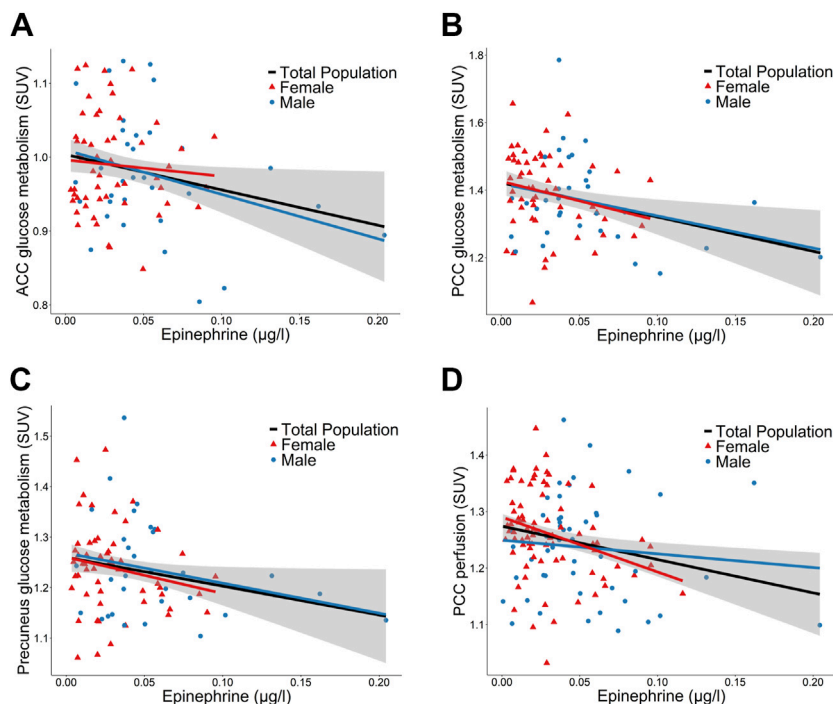 A
ACC glucose metabolism (SUV)
1.1
1.0
0.9
0.8
Total Population
Female
Male
0.00
0.05
0.10
0.15
0.20
Epinephrine (µg/l)
B
PCC glucose metabolism (SUV)
1.8
1.6
1.4
1.2
Total Population
Female
Male
0.00
0.05
0.10
0.15
0.20
Epinephrine (µg/l)
C
Precuneus glucose metabolism (SUV)
1.5
1.4
1.3
1.2
1.1
Total Population
Female
Male
0.00
0.05
0.10
0.15
0.20
Epinephrine (µg/l)
D
PCC perfusion (SUV)
1.4
1.3
1.2
1.1
Total Population
Female
Male
0.00
0.05
0.10
0.15
0.20
Epinephrine (µg/l)